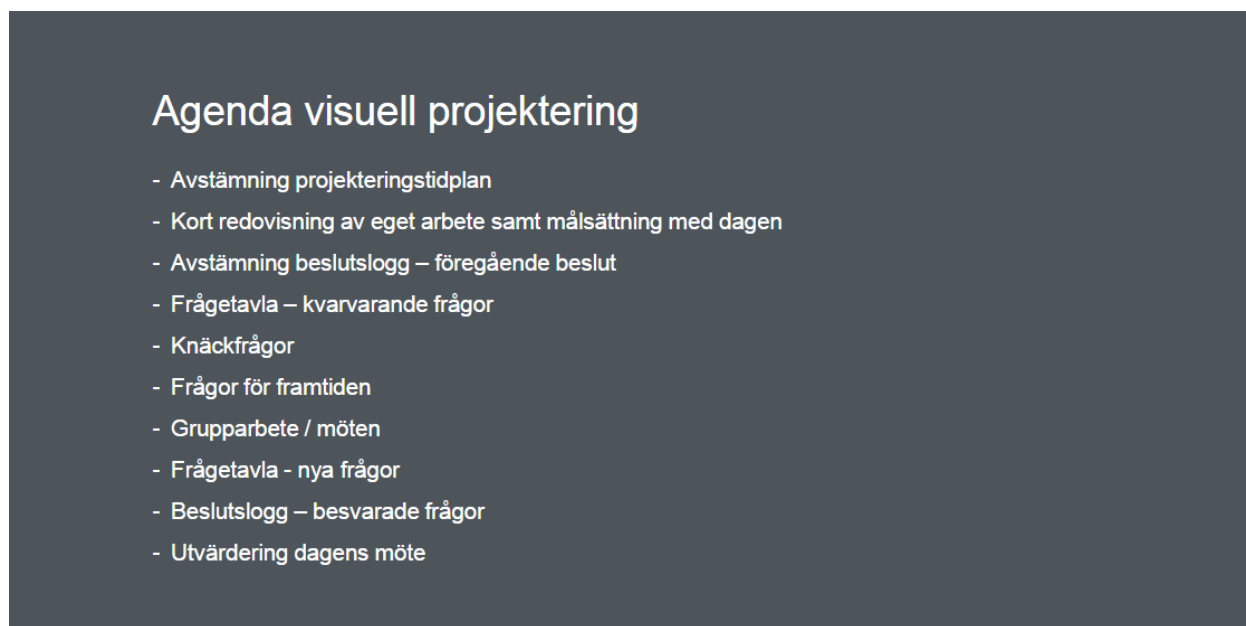 Agenda visuell projektering
- Avstämning projekteringstidplan
- Kort redovisning av eget arbete samt målsättning med dagen
- Avstämning beslutslogg – föregående beslut
- Frågetavla – kvarvarande frågor
- Knäckfrågor
- Frågor för framtiden
- Grupparbete / möten
- Frågetavla - nya frågor
- Beslutslogg – besvarade frågor
- Utvärdering dagens möte